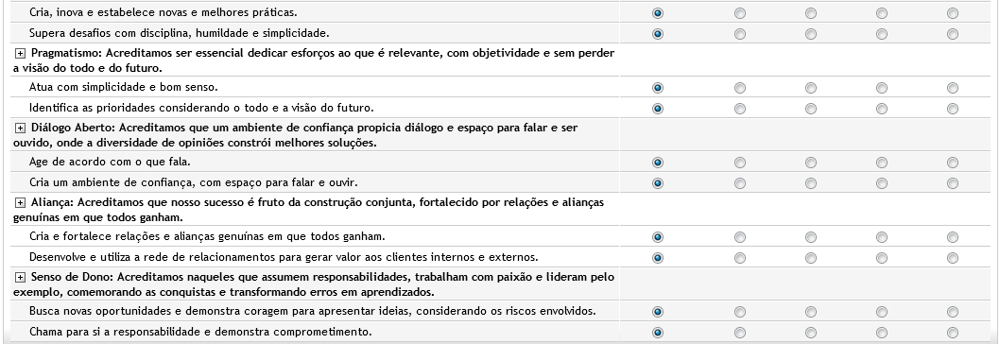 Cria, inova e estabelece novas e melhores práticas.
Supera desafios com disciplina, humildade e simplicidade.
Pragmatismo: Acreditamos ser essencial dedicar esforços ao que é relevante, com objetividade e sem perder
a visão do todo e do futuro.
Atua com simplicidade e bom senso.
Identifica as prioridades considerando o todo e a visão do futuro.
Diálogo Aberto: Acreditamos que um ambiente de confiança propicia diálogo e espaço para falar e ser
ouvido, onde a diversidade de opiniões constrói melhores soluções.
Age de acordo com o que fala.
Cria um ambiente de confiança, com espaço para falar e ouvir.
Aliança: Acreditamos que nosso sucesso é fruto da construção conjunta, fortalecido por relações e alianças
genuínas em que todos ganham.
Cria e fortalece relações e alianças genuínas em que todos ganham.
Desenvolve e utiliza a rede de relacionamentos para gerar valor aos clientes internos e externos.
Senso de Dono: Acreditamos naqueles que assumem responsabilidades, trabalham com paixão e lideram pelo
exemplo, comemorando as conquistas e transformando erros em aprendizados.
Busca novas oportunidades e demonstra coragem para apresentar ideias, considerando os riscos envolvidos.
Chama para si a responsabilidade e demonstra comprometimento.